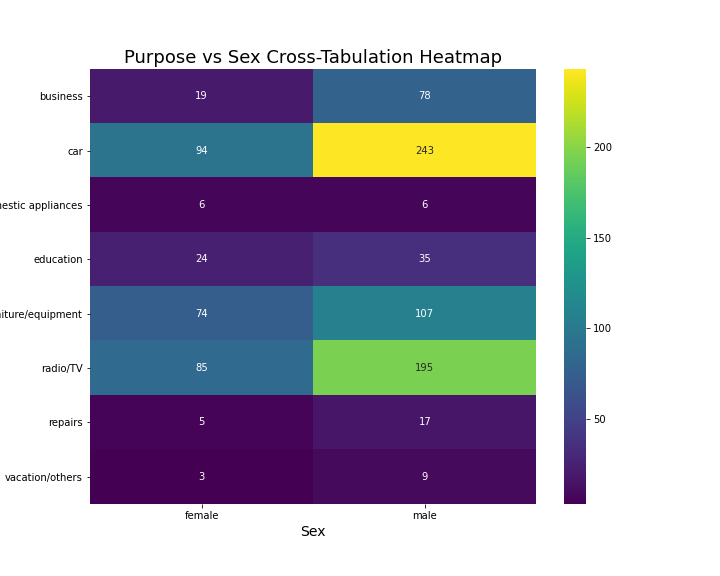 Purpose vs Sex Cross-Tabulation Heatmap
business 19 78
car 94 243
nestic appliances 6 6
education 24 35
iture/equipment 74 107
radio/TV 85 195
repairs 5 17
vacation/others 3 9
female male
Sex
200
150
100
50